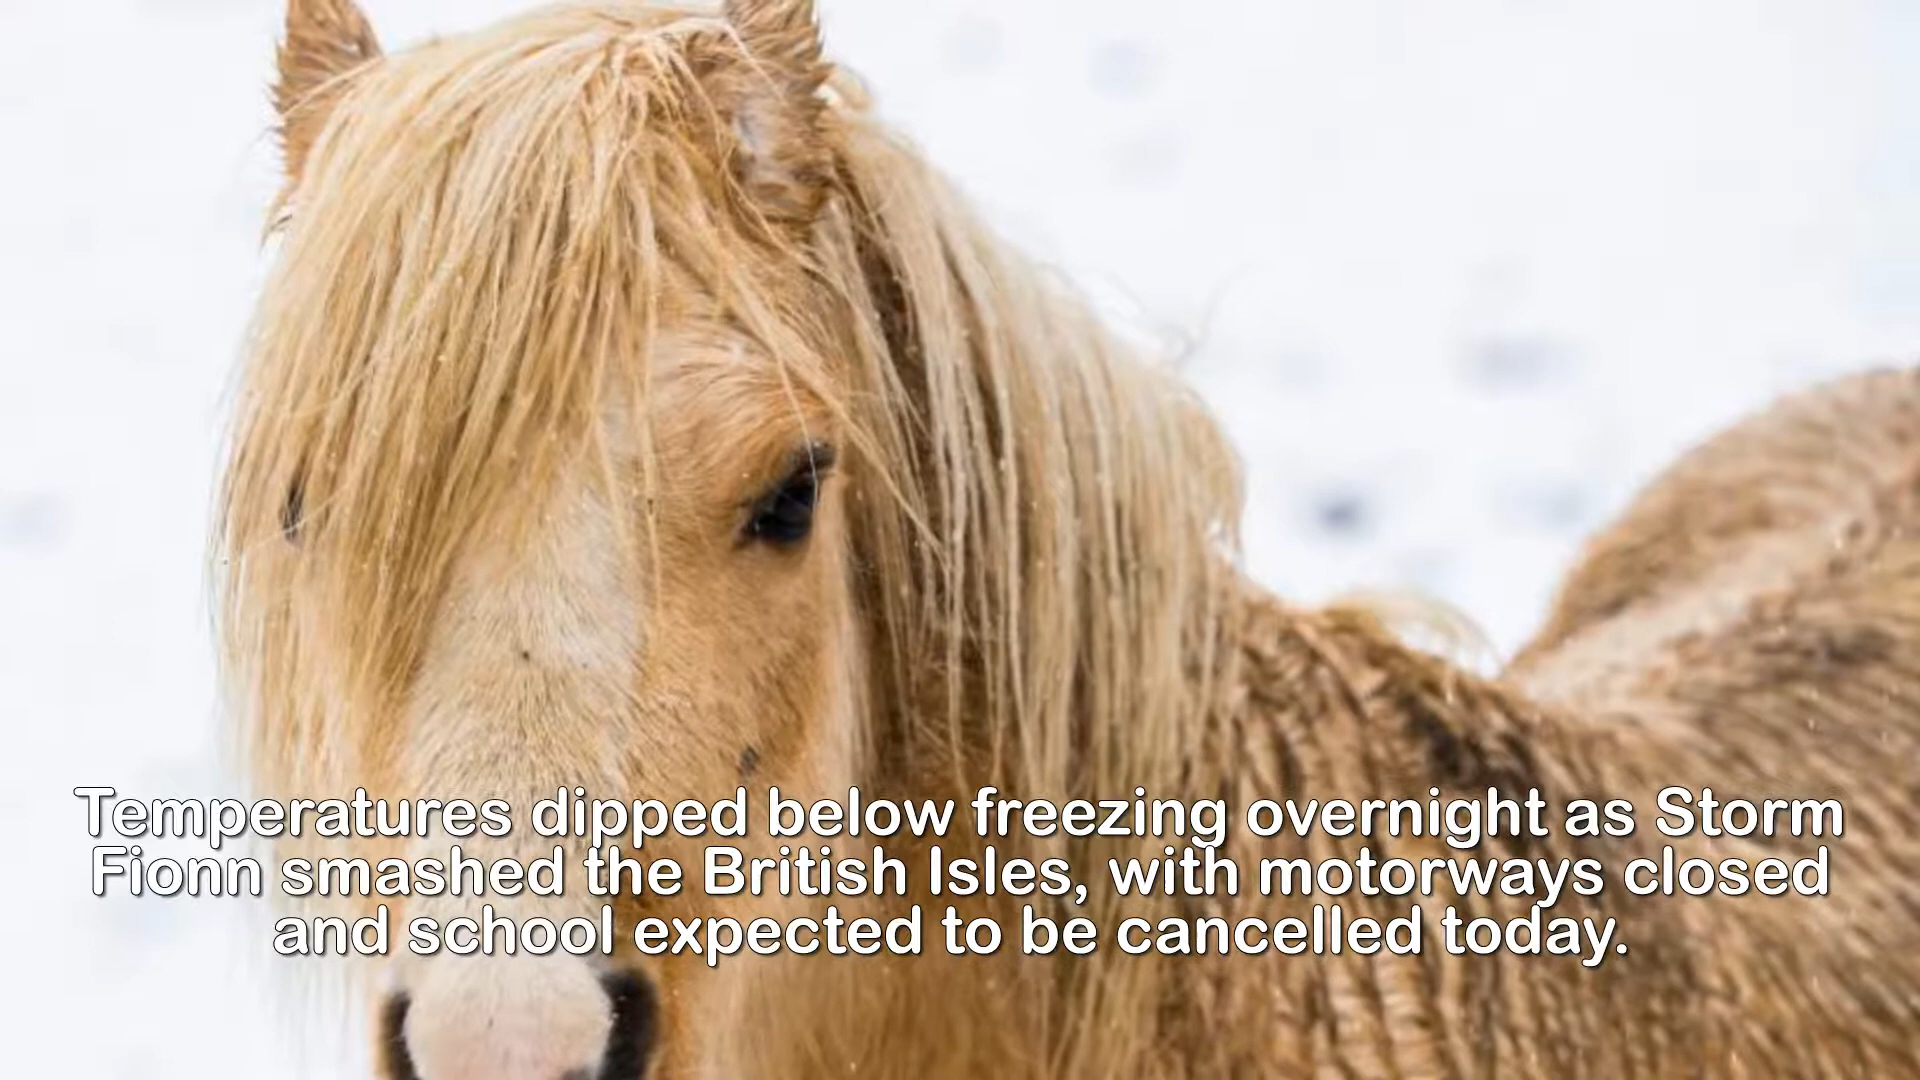 Temperatures dipped below freezing overnight as Storm
Fionn smashed the British Isles, with motorways closed
and school expected to be cancelled today.